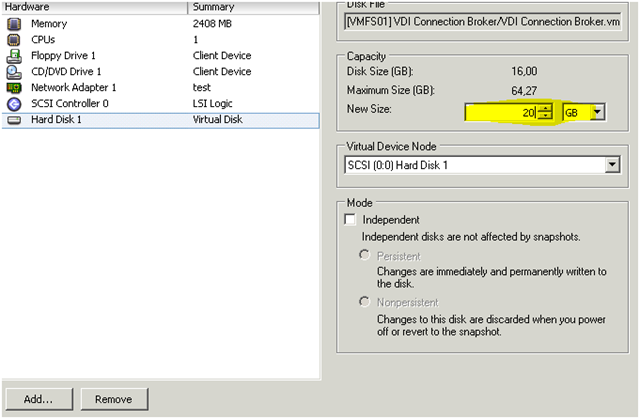 Hardware Summary
Memory 2408 MB
CPUs 1
Floppy Drive 1 Client Device
CD/DVD Drive 1 Client Device
Network Adapter 1 test
SCSI Controller 0 LSI Logic
Hard Disk 1 Virtual Disk
Add...
Remove
Disk File
[VMFS01] VDI Connection Broker/VDI Connection Broker.vm
Capacity
Disk Size (GB): 16,00
Maximum Size (GB): 64,27
New Size: 20 GB
Virtual Device Node
SCSI (0:0) Hard Disk 1
Mode
Independent
Independent disks are not affected by snapshots.
Persistent
Changes are immediately and permanently written to
the disk.
Nonpersistent
Changes to this disk are discarded when you power
off or revert to the snapshot.